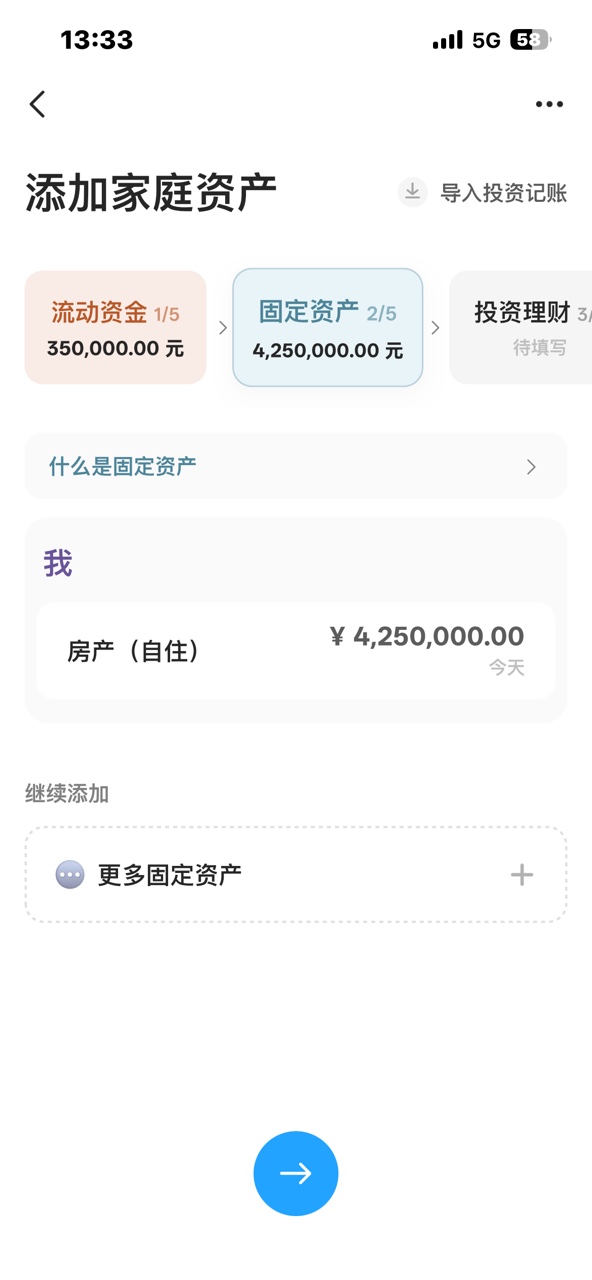 13:33
5G 58
添加家庭资产
导入投资记账
流动资金 1/5
350,000.00 元
固定资产 2/5
4,250,000.00 元
投资理财 3/
待填写
什么是固定资产
我
房产（自住）
¥ 4,250,000.00
今天
继续添加
更多固定资产